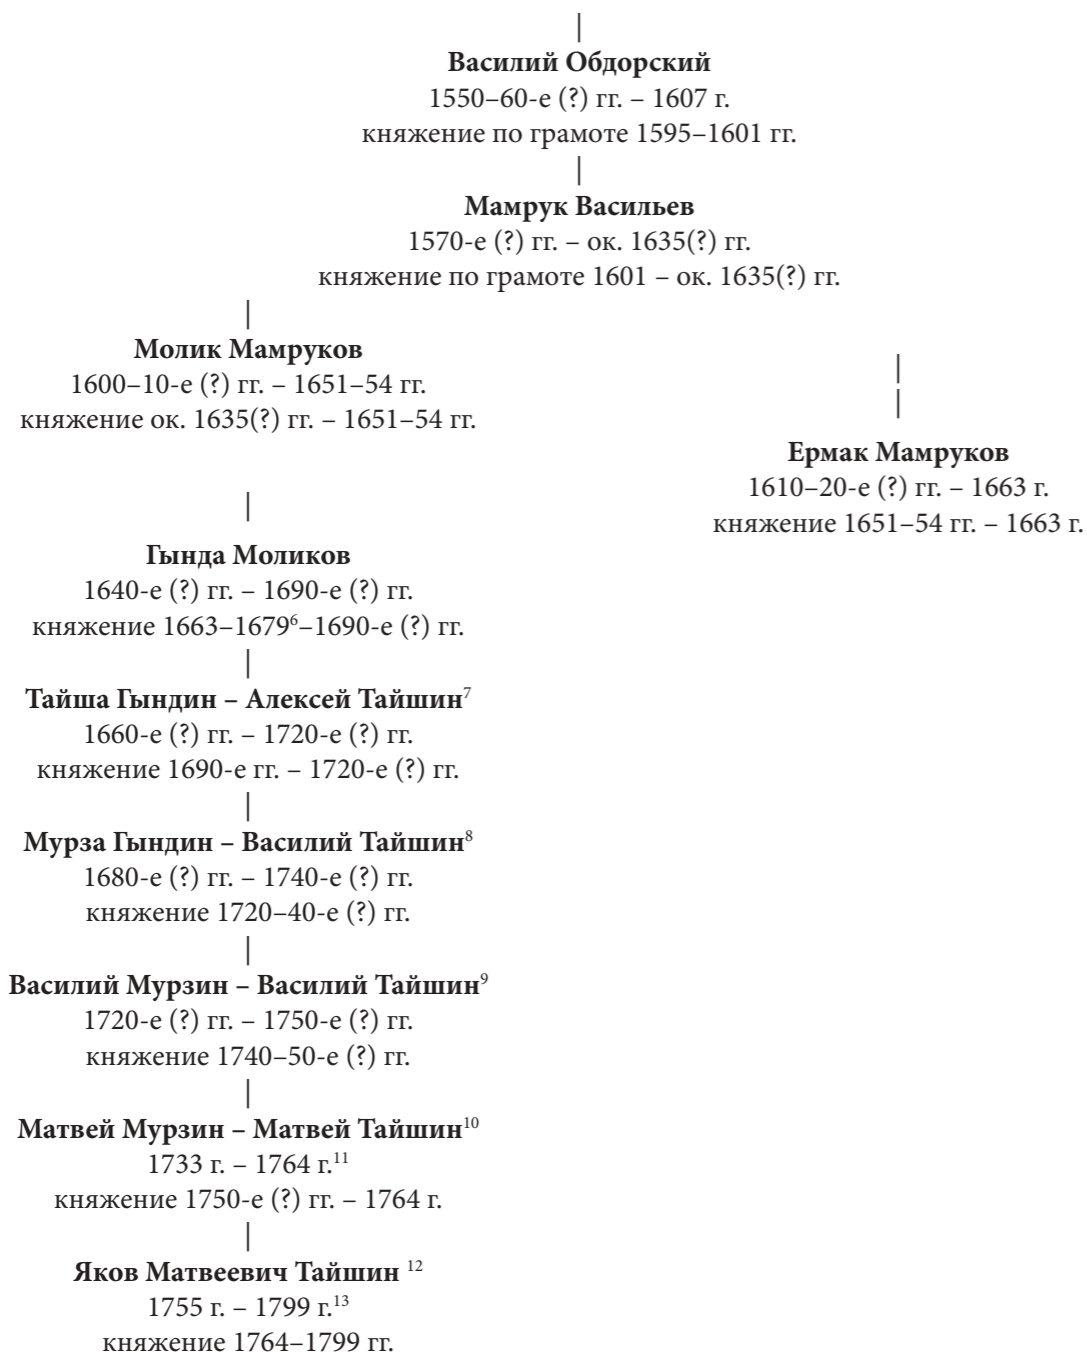 Василий Обдорский
1550–60-е (?) гг. – 1607 г.
княжение по грамоте 1595–1601 гг.
Мамрук Васильев
1570-е (?) гг. – ок. 1635(?) гг.
княжение по грамоте 1601 – ок. 1635(?) гг.
Молик Мамруков
1600–10-е (?) гг. – 1651–54 гг.
княжение ок. 1635(?) гг. – 1651–54 гг.
Ермак Мамруков
1610–20-е (?) гг. – 1663 г.
княжение 1651–54 гг. – 1663 г.
Гында Моликов
1640-е (?) гг. – 1690-е (?) гг.
княжение 1663–1679⁶–1690-е (?) гг.
Тайша Гындин – Алексей Тайшин⁷
1660-е (?) гг. – 1720-е (?) гг.
княжение 1690-е гг. – 1720-е (?) гг.
Мурза Гындин – Василий Тайшин⁸
1680-е (?) гг. – 1740-е (?) гг.
княжение 1720–40-е (?) гг.
Василий Мурзин – Василий Тайшин⁹
1720-е (?) гг. – 1750-е (?) гг.
княжение 1740–50-е (?) гг.
Матвей Мурзин – Матвей Тайшин¹⁰
1733 г. – 1764 г.¹¹
княжение 1750-е (?) гг. – 1764 г.
Яков Матвеевич Тайшин ¹²
1755 г. – 1799 г.¹³
княжение 1764–1799 гг.